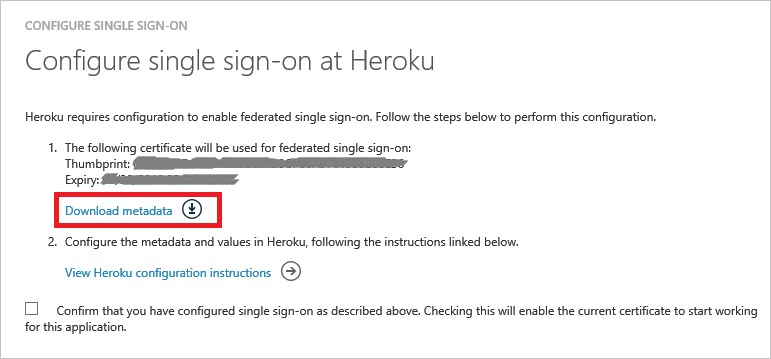 CONFIGURE SINGLE SIGN-ON
Configure single sign-on at Heroku
Heroku requires configuration to enable federated single sign-on. Follow the steps below to perform this configuration.
1. The following certificate will be used for federated single sign-on:
Thumbprint:
Expiry:
Download metadata
2. Configure the metadata and values in Heroku, following the instructions linked below.
View Heroku configuration instructions
Confirm that you have configured single sign-on as described above. Checking this will enable the current certificate to start working
for this application.